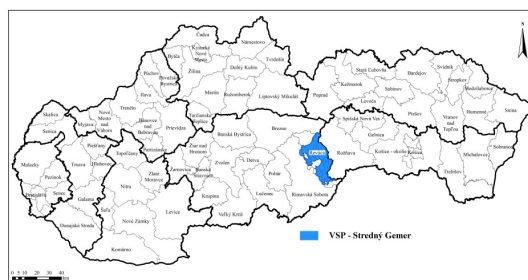 N
Čadca
Námestovo
Kysucké
Nové
Mesto
Bytča
Tvrdošín
Žilina
Dolný Kubín
Púchov
Považská
Bystrica
Martin
Ružomberok
Liptovský Mikuláš
Ilava
Trenčín
Skalica
Myjava
Nové
Mesto
nad
Váhom
Bánovce
nad
Bebravou
Prievidza
Turčianske
Teplice
Senica
Partizánske
Piešťany
Topoľčany
Malacky
Trnava
Hlohovec
Pezinok
Zlaté
Moravce
Nitra
Senec
Galanta
Šaľa
Bratislava
Dunajská Streda
Nové Zámky
Levice
Komárno
Žiar nad
Hronom
Žarnovica
Banská
Štiavnica
Banská Bystrica
Brezno
Zvolen
Detva
Poltár
Krupina
Lučenec
Veľký Krtíš
Rimavská Sobota
Revúca
Rožňava
Poprad
Kežmarok
Stará Ľubovňa
Levoča
Sabinov
Bardejov
Svidník
Stropkov
Medzilaborce
Humenné
Snina
Prešov
Vranov
nad
Topľou
Spišská Nová Ves
Gelnica
Košice - okolie
Košice
Trebišov
Michalovce
Sobrance
VSP - Stredný Gemer
0 5 10 20 30 40